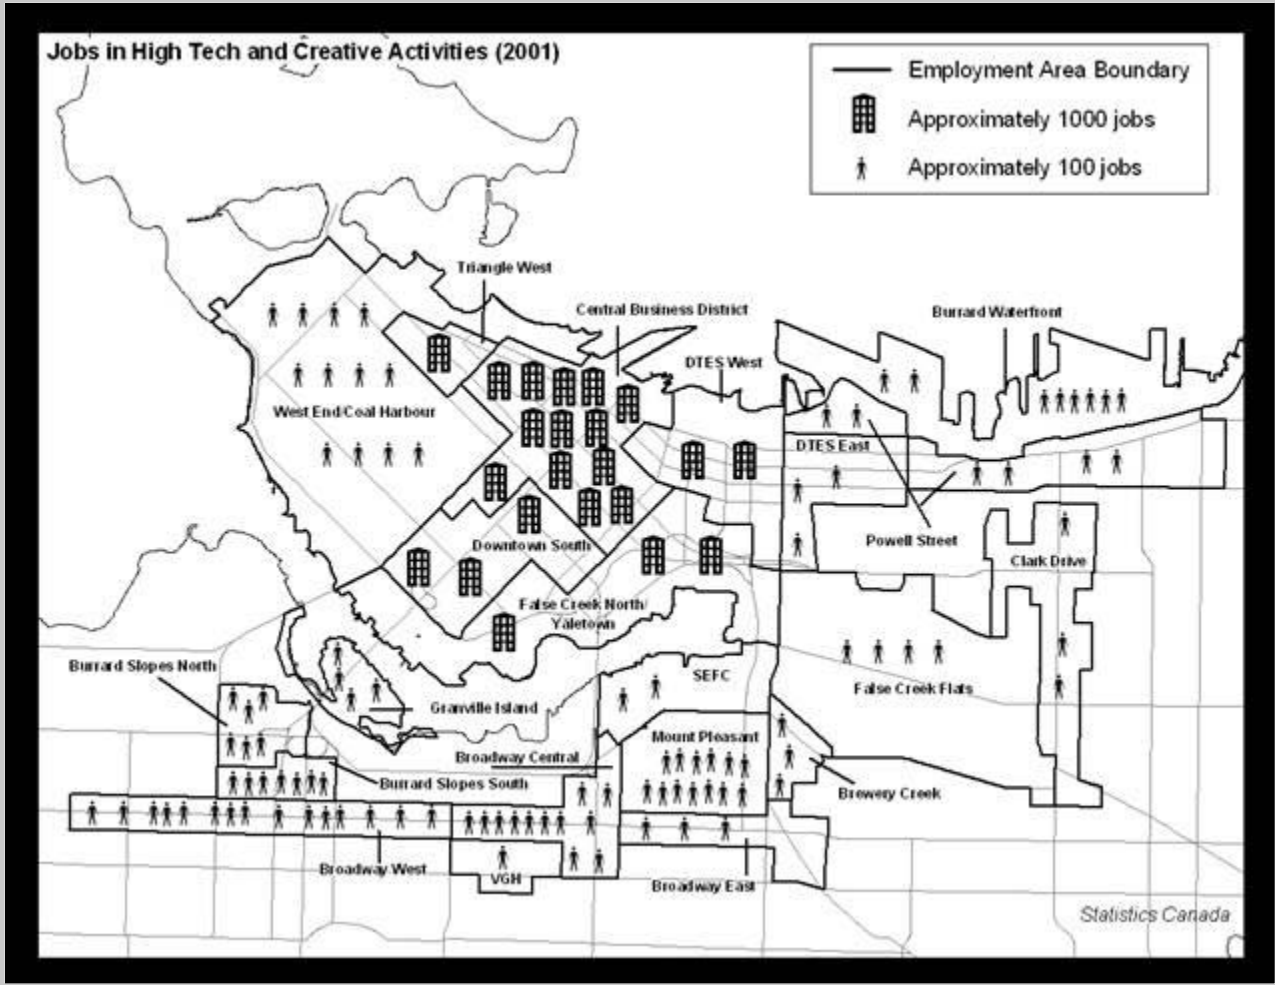 Jobs in High Tech and Creative Activities (2001)
Employment Area Boundary
Approximately 1000 jobs
Approximately 100 jobs
Triangle West
Central Business District
Burrard Waterfront
DTES West
West End/Coal Harbour
DTES East
Downtown South
Powell Street
Clark Drive
False Creek North/
Yaletown
Burrard Slopes North
SEFC
False Creek Flats
Granville Island
Mount Pleasant
Broadway Central
Burrard Slopes South
Brewery Creek
Broadway West
VGH
Broadway East
Statistics Canada